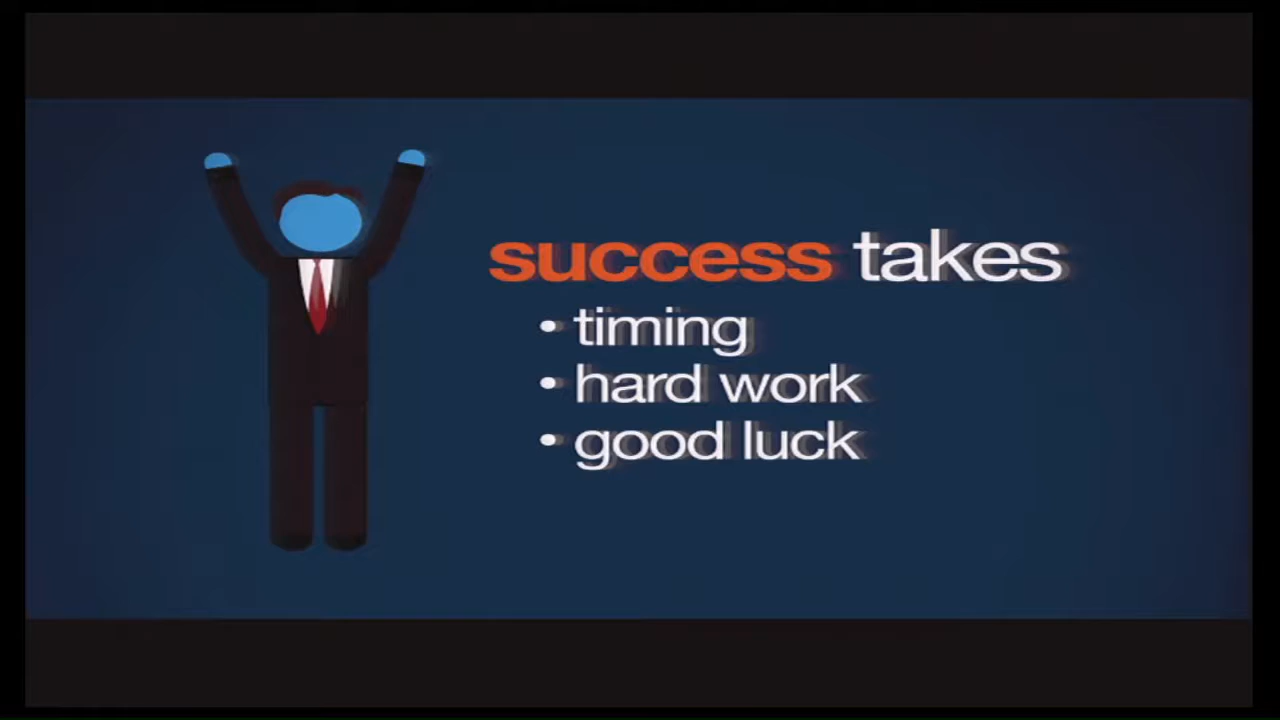 success takes
• timing
• hard work
• good luck